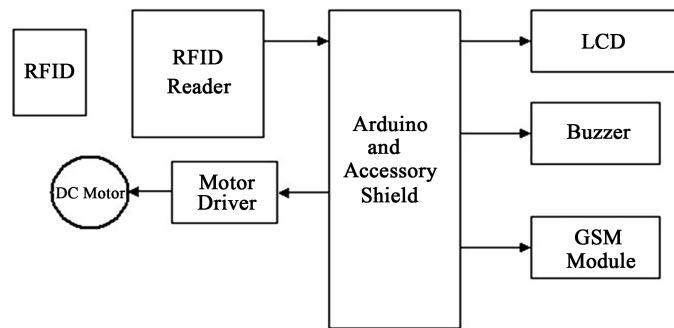 RFID
RFID
Reader
Arduino
and
Accessory
Shield
LCD
Buzzer
GSM
Module
Motor
Driver
DC Motor